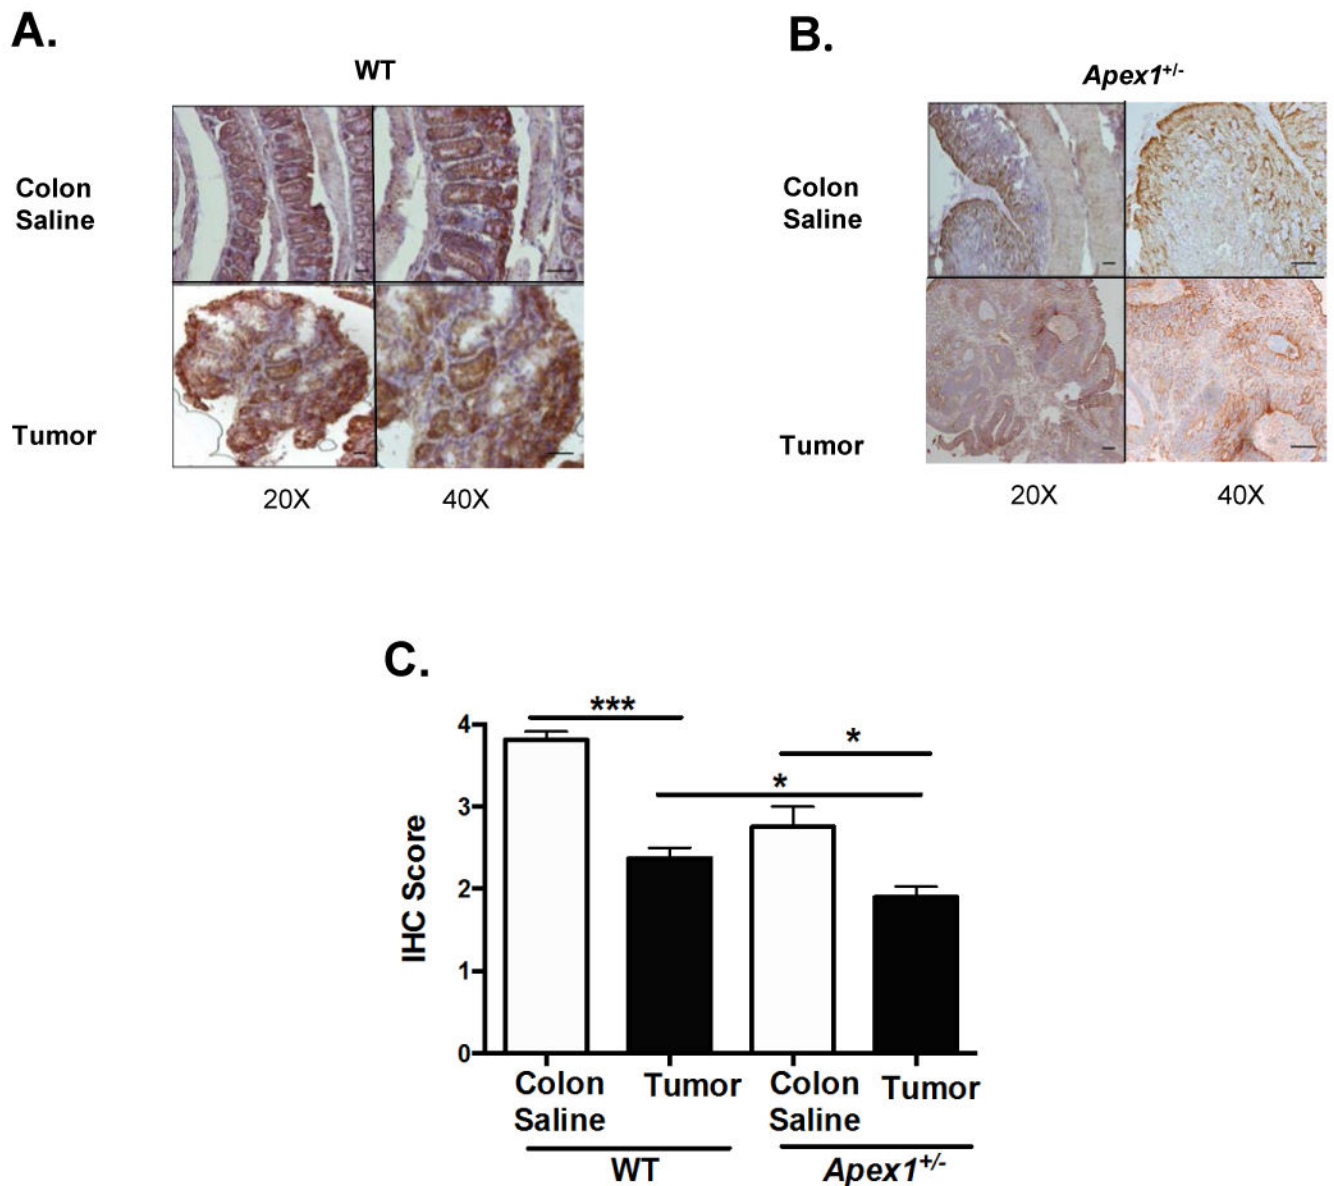 A.
WT
Colon
Saline
Tumor
20X
40X
B.
Apex1+/-
Colon
Saline
Tumor
20X
40X
C.
***
*
*
IHC Score
4
3
2
1
0
Colon
Saline
Tumor
Colon
Saline
Tumor
WT
Apex1+/-